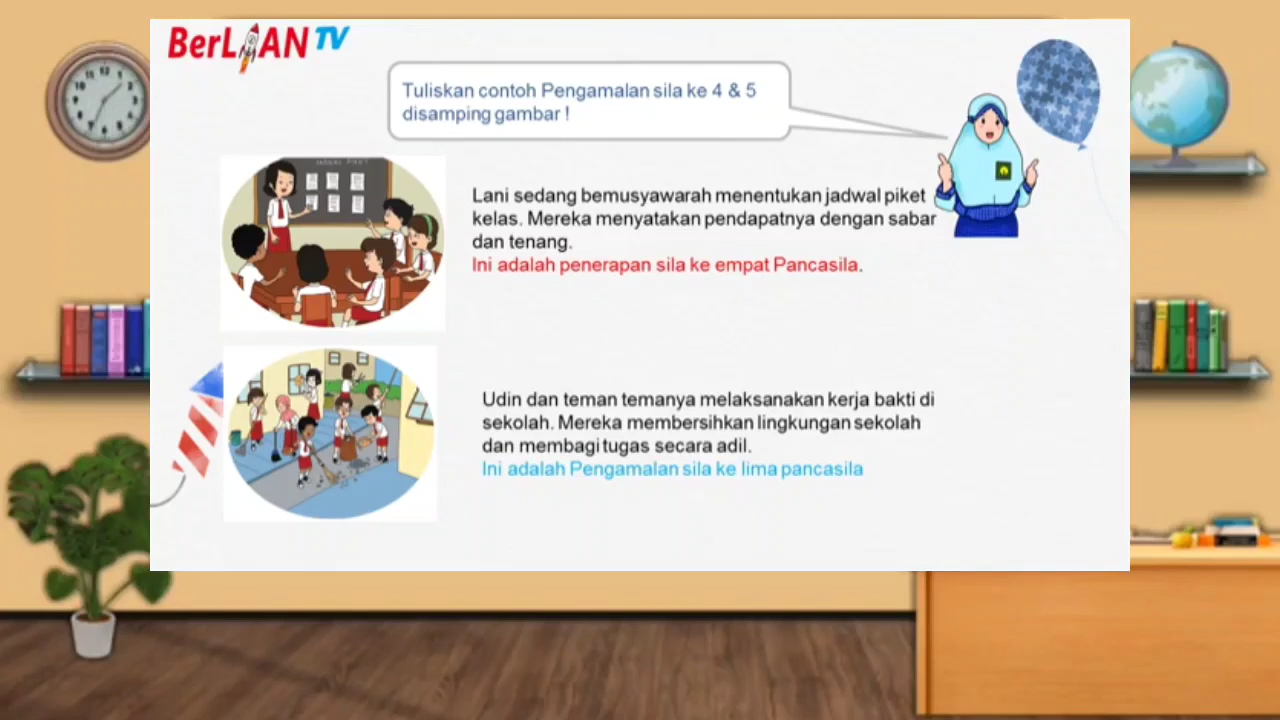 BerLIAN TV
Tuliskan contoh Pengamalan sila ke 4 & 5
disamping gambar !
JADWAL PIKET
Lani sedang bemusyawarah menentukan jadwal piket
kelas. Mereka menyatakan pendapatnya dengan sabar
dan tenang.
Ini adalah penerapan sila ke empat Pancasila.
Udin dan teman temanya melaksanakan kerja bakti di
sekolah. Mereka membersihkan lingkungan sekolah
dan membagi tugas secara adil.
Ini adalah Pengamalan sila ke lima pancasila